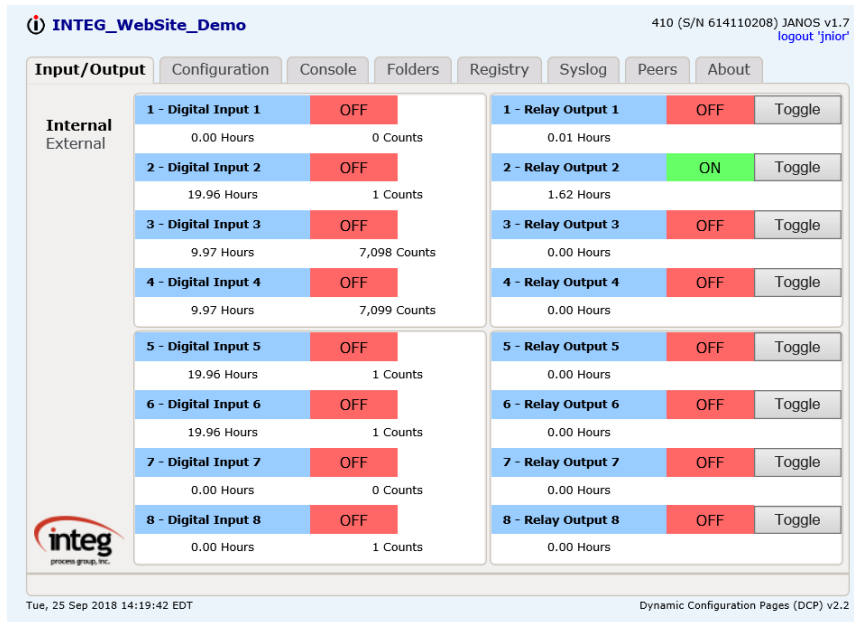 INTEG_WebSite_Demo
410 (S/N 614110208) JANOS v1.7
logout 'jnior'
Input/Output Configuration Console Folders Registry Syslog Peers About
Internal
External
1 - Digital Input 1 OFF
0.00 Hours 0 Counts
2 - Digital Input 2 OFF
19.96 Hours 1 Counts
3 - Digital Input 3 OFF
9.97 Hours 7,098 Counts
4 - Digital Input 4 OFF
9.97 Hours 7,099 Counts
5 - Digital Input 5 OFF
19.96 Hours 1 Counts
6 - Digital Input 6 OFF
19.96 Hours 1 Counts
7 - Digital Input 7 OFF
0.00 Hours 0 Counts
8 - Digital Input 8 OFF
0.00 Hours 1 Counts
1 - Relay Output 1 OFF Toggle
0.01 Hours
2 - Relay Output 2 ON Toggle
1.62 Hours
3 - Relay Output 3 OFF Toggle
0.00 Hours
4 - Relay Output 4 OFF Toggle
0.00 Hours
5 - Relay Output 5 OFF Toggle
0.00 Hours
6 - Relay Output 6 OFF Toggle
0.00 Hours
7 - Relay Output 7 OFF Toggle
0.00 Hours
8 - Relay Output 8 OFF Toggle
0.00 Hours
integ
process group, inc.
Tue, 25 Sep 2018 14:19:42 EDT
Dynamic Configuration Pages (DCP) v2.2